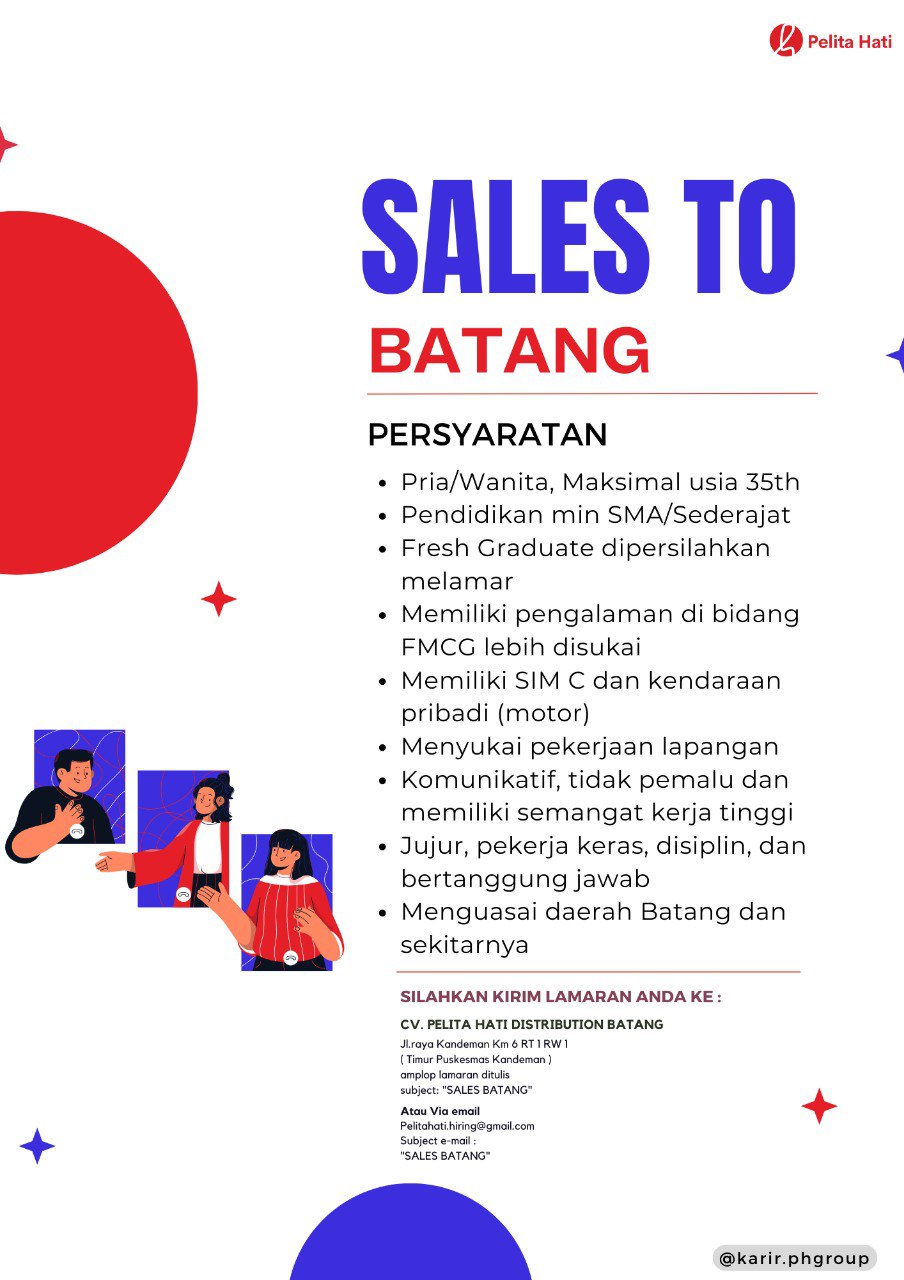 Pelita Hati
SALES TO
BATANG
PERSYARATAN
• Pria/Wanita, Maksimal usia 35th
• Pendidikan min SMA/Sederajat
• Fresh Graduate dipersilahkan
melamar
• Memiliki pengalaman di bidang
FMCG lebih disukai
• Memiliki SIM C dan kendaraan
pribadi (motor)
• Menyukai pekerjaan lapangan
• Komunikatif, tidak pemalu dan
memiliki semangat kerja tinggi
• Jujur, pekerja keras, disiplin, dan
bertanggung jawab
• Menguasai daerah Batang dan
sekitarnya
SILAHKAN KIRIM LAMARAN ANDA KE :
CV. PELITA HATI DISTRIBUTION BATANG
Jl.raya Kandeman Km 6 RT 1 RW 1
( Timur Puskesmas Kandeman )
amplop lamaran ditulis
subject: "SALES BATANG"
Atau Via email
Pelitahati.hiring@gmail.com
Subject e-mail :
"SALES BATANG"
@karir.phgroup